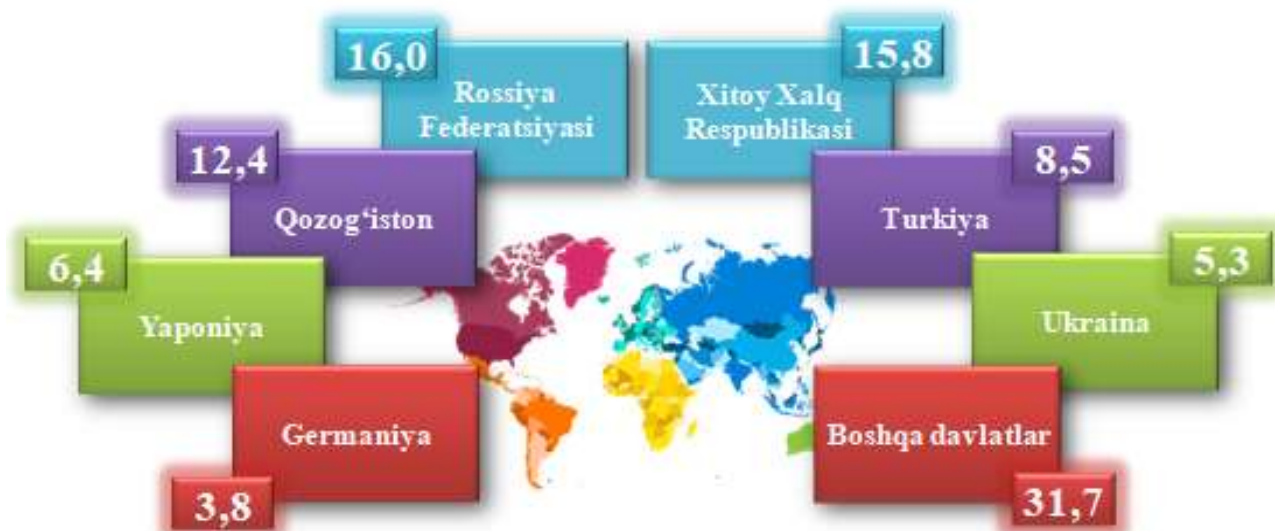 16,0
Rossiya
Federatsiyasi
15,8
Xitoy Xalq
Respublikasi
12,4
Qozog‘iston
8,5
Turkiya
6,4
Yaponiya
5,3
Ukraina
Germaniya
3,8
Boshqa davlatlar
31,7